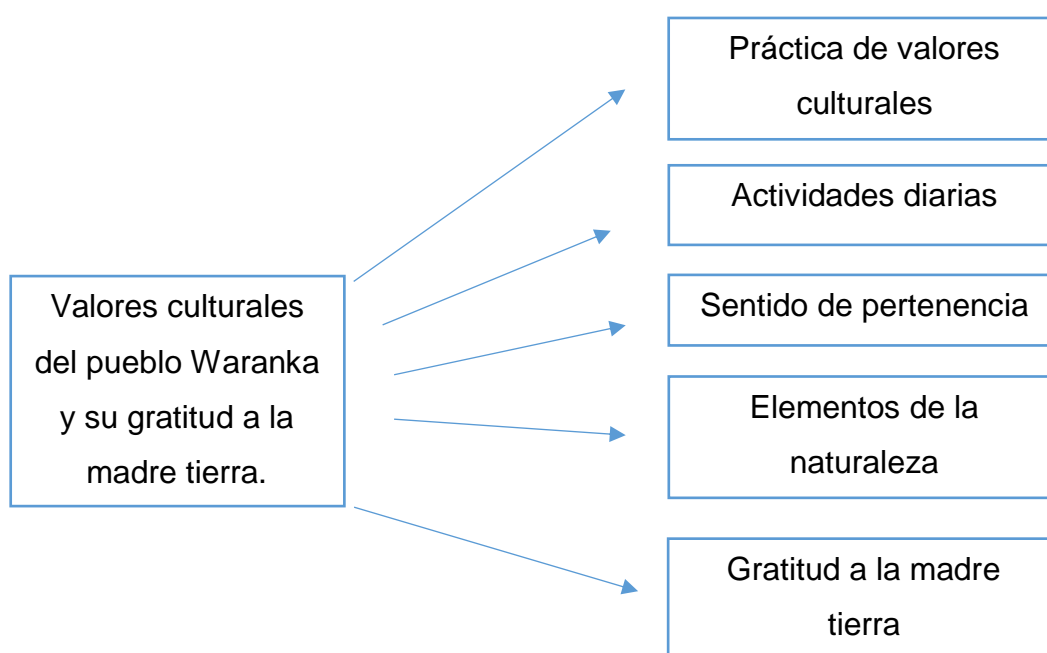 Práctica de valores
culturales
Actividades diarias
Valores culturales
del pueblo Waranka
y su gratitud a la
madre tierra.
Sentido de pertenencia
Elementos de la
naturaleza
Gratitud a la madre
tierra